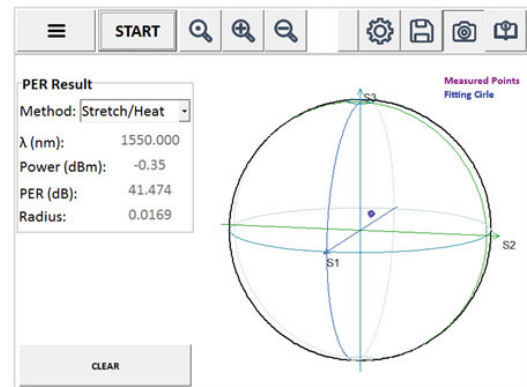 START
PER Result
Method: Stretch/Heat
λ (nm): 1550.000
Power (dBm): -0.35
PER (dB): 41.474
Radius: 0.0169
CLEAR
Measured Points
Fitting Cirle
S3
S2
S1